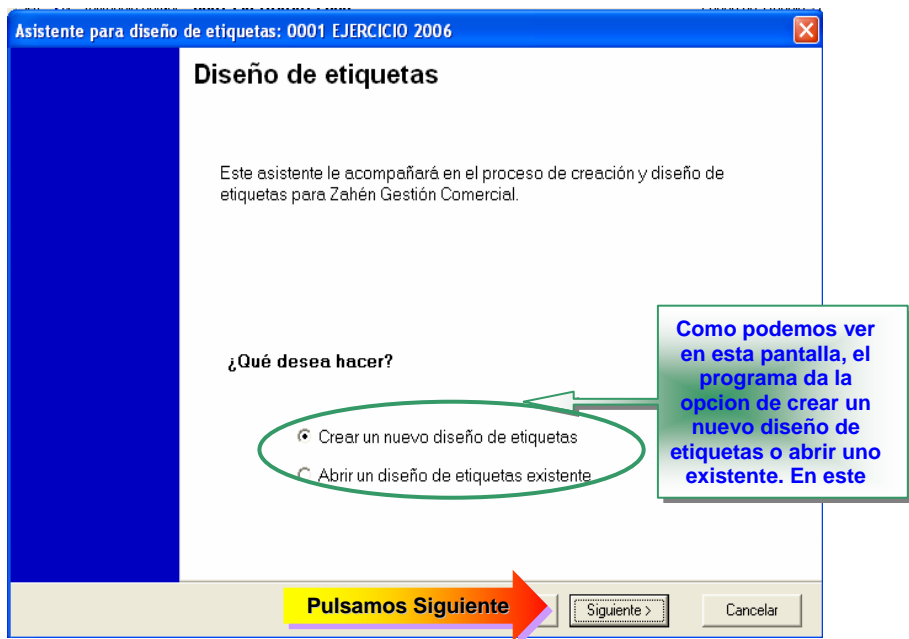 Asistente para diseño de etiquetas: 0001 EJERCICIO 2006
Diseño de etiquetas
Este asistente le acompañará en el proceso de creación y diseño de
etiquetas para Zahén Gestión Comercial.
¿Qué desea hacer?
Crear un nuevo diseño de etiquetas
Abrir un diseño de etiquetas existente
Como podemos ver
en esta pantalla, el
programa da la
opcion de crear un
nuevo diseño de
etiquetas o abrir uno
existente. En este
Pulsamos Siguiente
Siguiente >
Cancelar